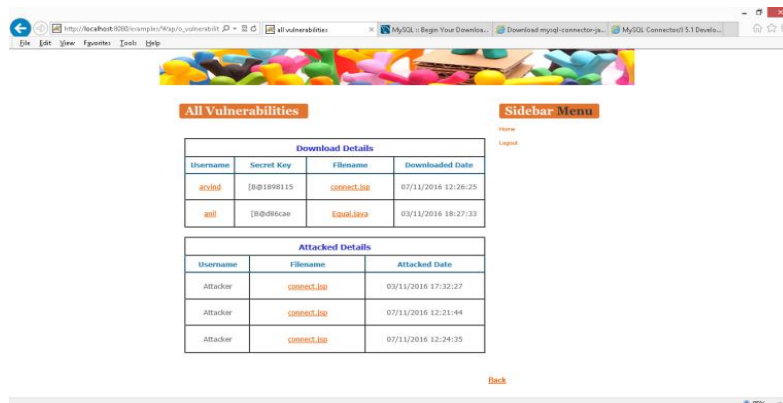 http://localhost:8080/examples/Wap/o_vulnerabilit
all vulnerabilities
MySQL :: Begin Your Downloa...
Download mysql-connector-ja...
MySQL Connector/J 5.1 Develo...
File Edit View Favorites Tools Help
All Vulnerabilities
Sidebar Menu
Home
Logout
Download Details
Username Secret Key Filename Downloaded Date
arvind [B@1898115 connect.jsp 07/11/2016 12:26:25
anil [B@d86cae Equal.java 03/11/2016 18:27:33
Attacked Details
Username Filename Attacked Date
Attacker connect.jsp 03/11/2016 17:32:27
Attacker connect.jsp 07/11/2016 12:21:44
Attacker connect.jsp 07/11/2016 12:24:35
Back